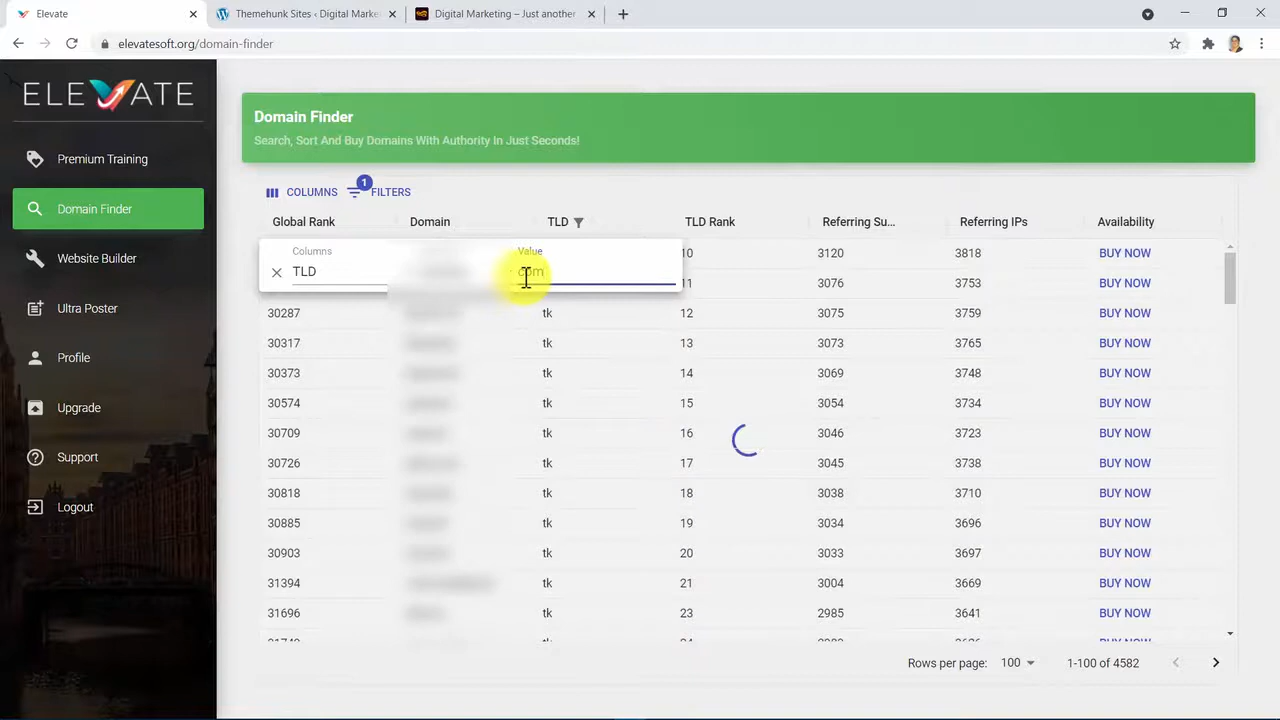 Elevate
Themehunk Sites ‹ Digital Marke
Digital Marketing – Just another
elevatesoft.org/domain-finder
ELEVATE
Premium Training
Domain Finder
Website Builder
Ultra Poster
Profile
Upgrade
Support
Logout
Domain Finder
Search, Sort And Buy Domains With Authority In Just Seconds!
COLUMNS 1 FILTERS
Global Rank Domain TLD TLD Rank Referring Su... Referring IPs Availability
Columns Value
TLD com
10 3120 3818 BUY NOW
11 3076 3753 BUY NOW
30287 tk 12 3075 3759 BUY NOW
30317 tk 13 3073 3765 BUY NOW
30373 tk 14 3069 3748 BUY NOW
30574 tk 15 3054 3734 BUY NOW
30709 tk 16 3046 3723 BUY NOW
30726 tk 17 3045 3738 BUY NOW
30818 tk 18 3038 3710 BUY NOW
30885 tk 19 3034 3696 BUY NOW
30903 tk 20 3033 3697 BUY NOW
31394 tk 21 3004 3669 BUY NOW
31696 tk 23 2985 3641 BUY NOW
Rows per page: 100 1-100 of 4582